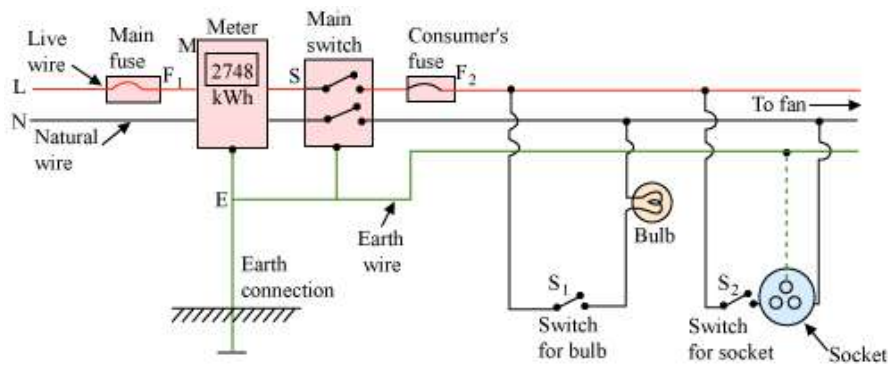 Live
wire
Main
fuse
Meter
Main
switch
Consumer's
fuse
M
F1
2748
kWh
S
F2
L
N
Natural
wire
To fan
E
Earth
wire
Earth
connection
Bulb
S1
Switch
for bulb
S2
Switch
for socket
Socket